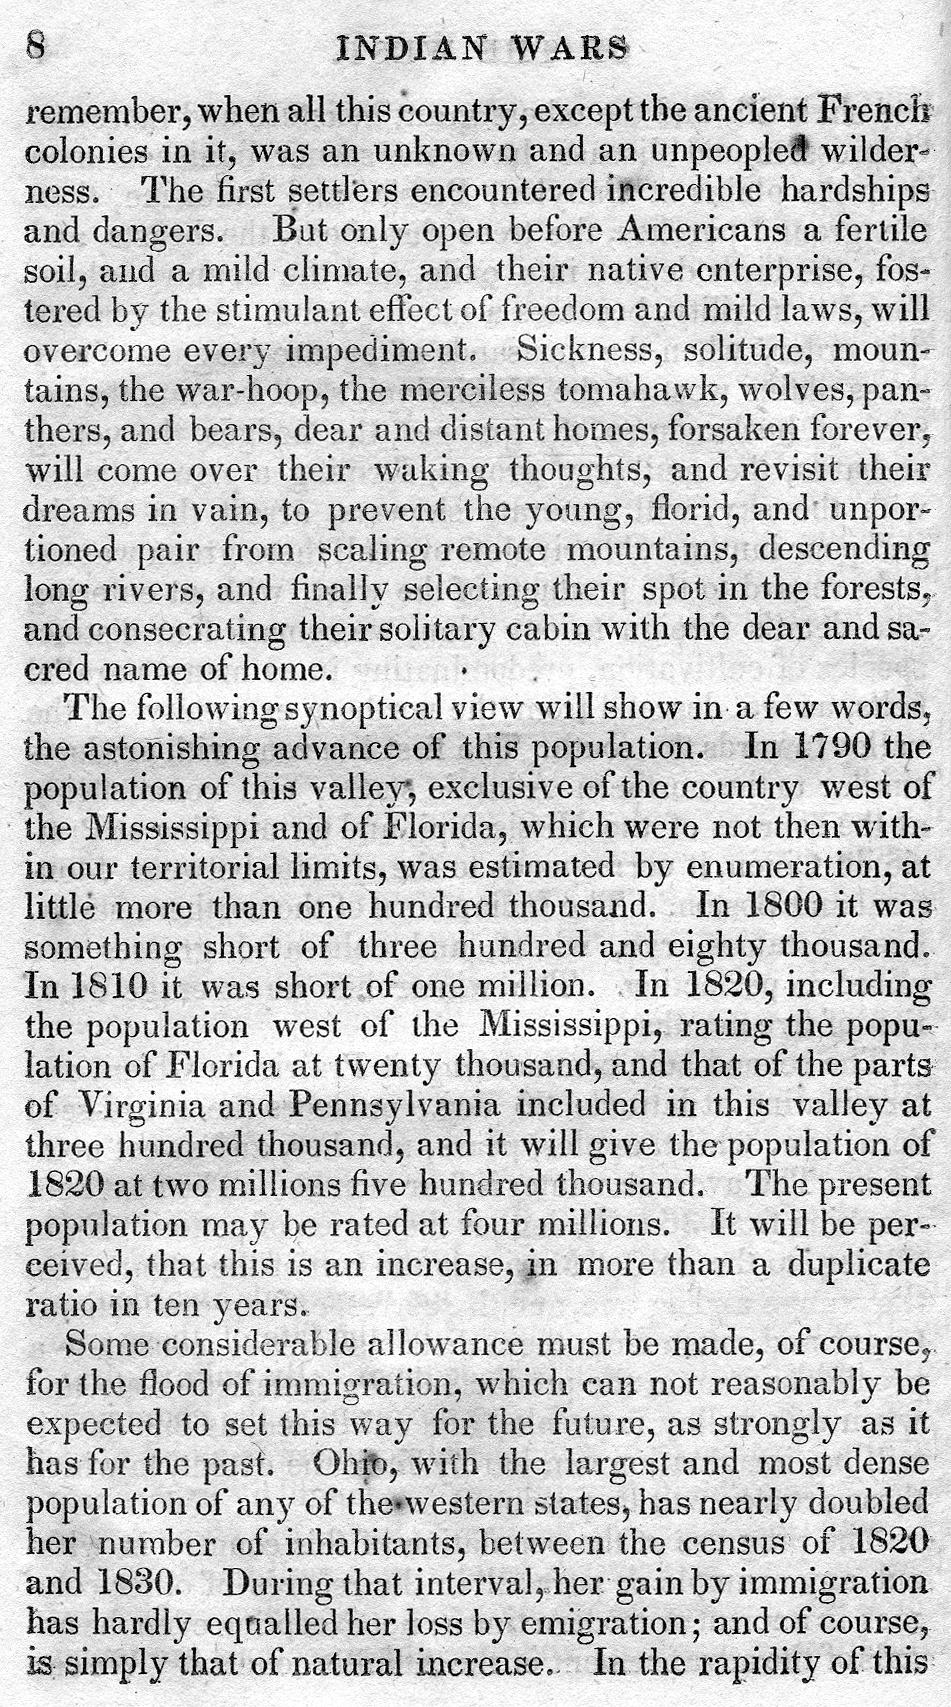 8 INDIAN WARS
remember, when all this country, except the ancient French
colonies in it, was an unknown and an unpeopled wilder-
ness. The first settlers encountered incredible hardships
and dangers. But only open before Americans a fertile
soil, and a mild climate, and their native enterprise, fos-
tered by the stimulant effect of freedom and mild laws, will
overcome every impediment. Sickness, solitude, moun-
tains, the war-hoop, the merciless tomahawk, wolves, pan-
thers, and bears, dear and distant homes, forsaken forever,
will come over their waking thoughts, and revisit their
dreams in vain, to prevent the young, florid, and unpor-
tioned pair from scaling remote mountains, descending
long rivers, and finally selecting their spot in the forests,
and consecrating their solitary cabin with the dear and sa-
cred name of home.
The following synoptical view will show in a few words,
the astonishing advance of this population. In 1790 the
population of this valley, exclusive of the country west of
the Mississippi and of Florida, which were not then with-
in our territorial limits, was estimated by enumeration, at
little more than one hundred thousand. In 1800 it was
something short of three hundred and eighty thousand.
In 1810 it was short of one million. In 1820, including
the population west of the Mississippi, rating the popu-
lation of Florida at twenty thousand, and that of the parts
of Virginia and Pennsylvania included in this valley at
three hundred thousand, and it will give the population of
1820 at two millions five hundred thousand. The present
population may be rated at four millions. It will be per-
ceived, that this is an increase, in more than a duplicate
ratio in ten years.
Some considerable allowance must be made, of course,
for the flood of immigration, which can not reasonably be
expected to set this way for the future, as strongly as it
has for the past. Ohio, with the largest and most dense
population of any of the western states, has nearly doubled
her number of inhabitants, between the census of 1820
and 1830. During that interval, her gain by immigration
has hardly equalled her loss by emigration; and of course,
is simply that of natural increase. In the rapidity of this